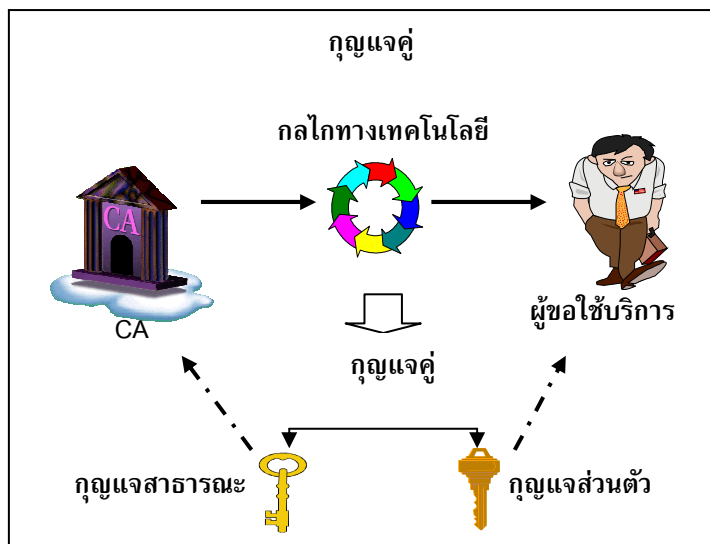 กุญแจคู่
กลไกทางเทคโนโลยี
CA
CA
ผู้ขอใช้บริการ
กุญแจคู่
กุญแจสาธารณะ
กุญแจส่วนตัว